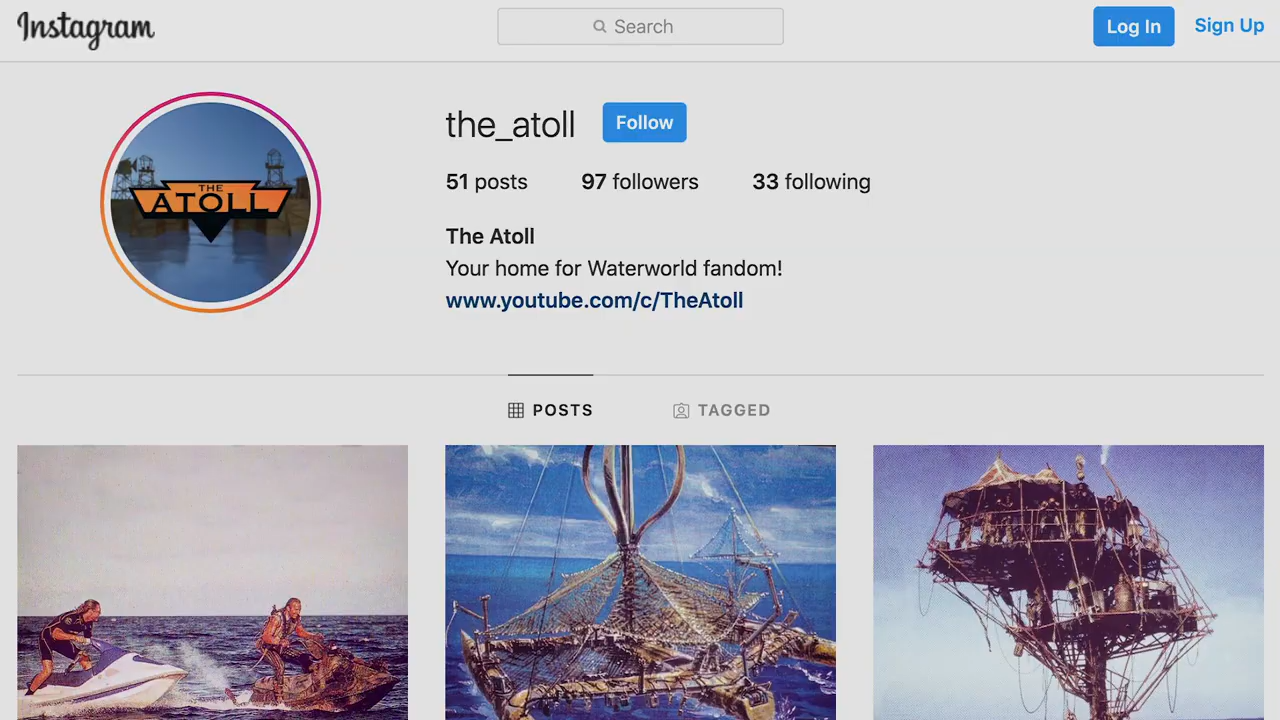 Instagram
Search
Log In
Sign Up
THE
ATOLL
the_atoll
Follow
51 posts
97 followers
33 following
The Atoll
Your home for Waterworld fandom!
www.youtube.com/c/TheAtoll
POSTS
TAGGED